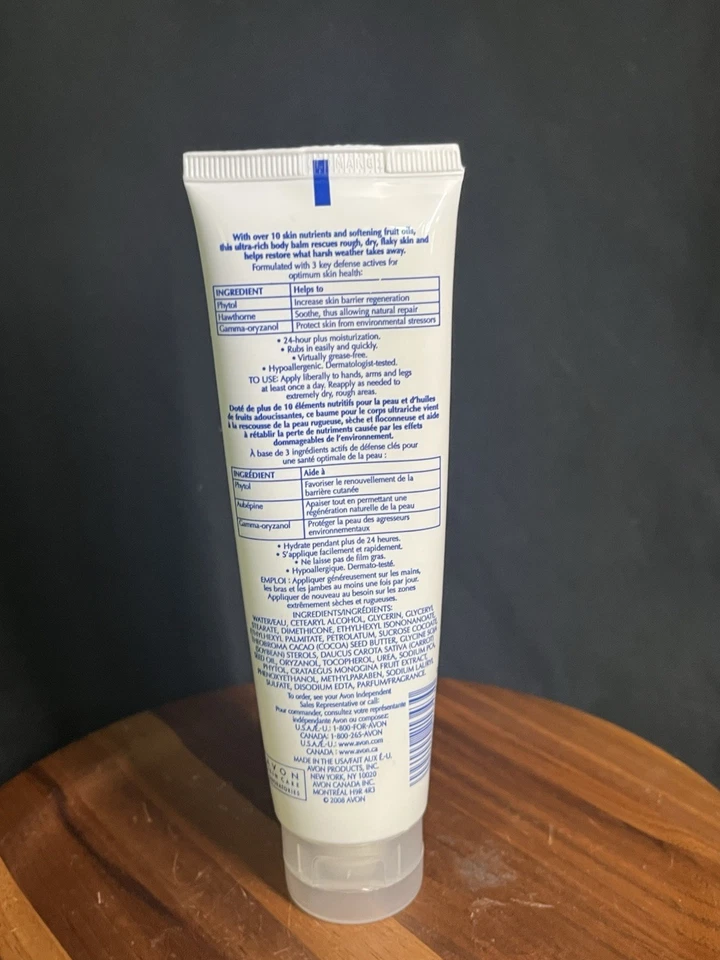 With over 10 skin nutrients and softening fruit oils,
this ultra-rich body balm rescues rough, dry, flaky skin and
helps restore what harsh weather takes away.
Formulated with 3 key defense actives for
optimum skin health:
INGREDIENT Helps to
Phytol Increase skin barrier regeneration
Hawthorne Soothe, thus allowing natural repair
Gamma-oryzanol Protect skin from environmental stressors
• 24-hour plus moisturization.
• Rubs in easily and quickly.
• Virtually grease-free.
• Hypoallergenic. Dermatologist-tested.
TO USE: Apply liberally to hands, arms and legs
at least once a day. Reapply as needed to
extremely dry, rough areas.
Doté de plus de 10 éléments nutritifs pour la peau et d'huiles
de fruits adoucissantes, ce baume pour le corps ultrariche vient
à la rescousse de la peau rugueuse, sèche et floconneuse et aide
à rétablir la perte de nutriments causée par les effets
dommageables de l'environnement.
À base de 3 ingrédients actifs de défense clés pour
une santé optimale de la peau :
INGRÉDIENT Aide à
Phytol Favoriser le renouvellement de la
barrière cutanée
Aubépine Apaiser tout en permettant une
régénération naturelle de la peau
Gamma-oryzanol Protéger la peau des agresseurs
environnementaux
• Hydrate pendant plus de 24 heures.
• S'applique facilement et rapidement.
• Ne laisse pas de film gras.
• Hypoallergique. Dermato-testé.
EMPLOI : Appliquer généreusement sur les mains,
les bras et les jambes au moins une fois par jour.
Appliquer de nouveau au besoin sur les zones
extrêmement sèches et rugueuses.
INGREDIENTS/INGRÉDIENTS:
WATER/EAU, CETEARYL ALCOHOL, GLYCERIN, GLYCERYL
STEARATE, DIMETHICONE, ETHYLHEXYL ISONONANOATE,
ETHYLHEXYL PALMITATE, PETROLATUM, SUCROSE COCOATE,
THEOBROMA CACAO (COCOA) SEED BUTTER, GLYCINE SOJA
(SOYBEAN) STEROLS, DAUCUS CAROTA SATIVA (CARROT)
SEED OIL, ORYZANOL, TOCOPHEROL, UREA, SODIUM PCA,
PHYTOL, CRATAEGUS MONOGINA FRUIT EXTRACT,
PHENOXYETHANOL, METHYLPARABEN, SODIUM LAURYL
SULFATE, DISODIUM EDTA, PARFUM/FRAGRANCE.
To order, see your Avon Independent
Sales Representative or call:
Pour commander, consultez votre représentante
indépendante Avon ou composez:
U.S.A./É.-U.: 1-800-FOR-AVON
CANADA: 1-800-265-AVON
U.S.A./É.-U.: www.avon.com
CANADA : www.avon.ca
MADE IN THE USA/FAIT AUX É.-U.
AVON PRODUCTS, INC.
NEW YORK, NY 10020
AVON CANADA INC.
MONTRÉAL H9R 4R3
© 2008 AVON
AVON
SKIN CARE
LABORATORIES